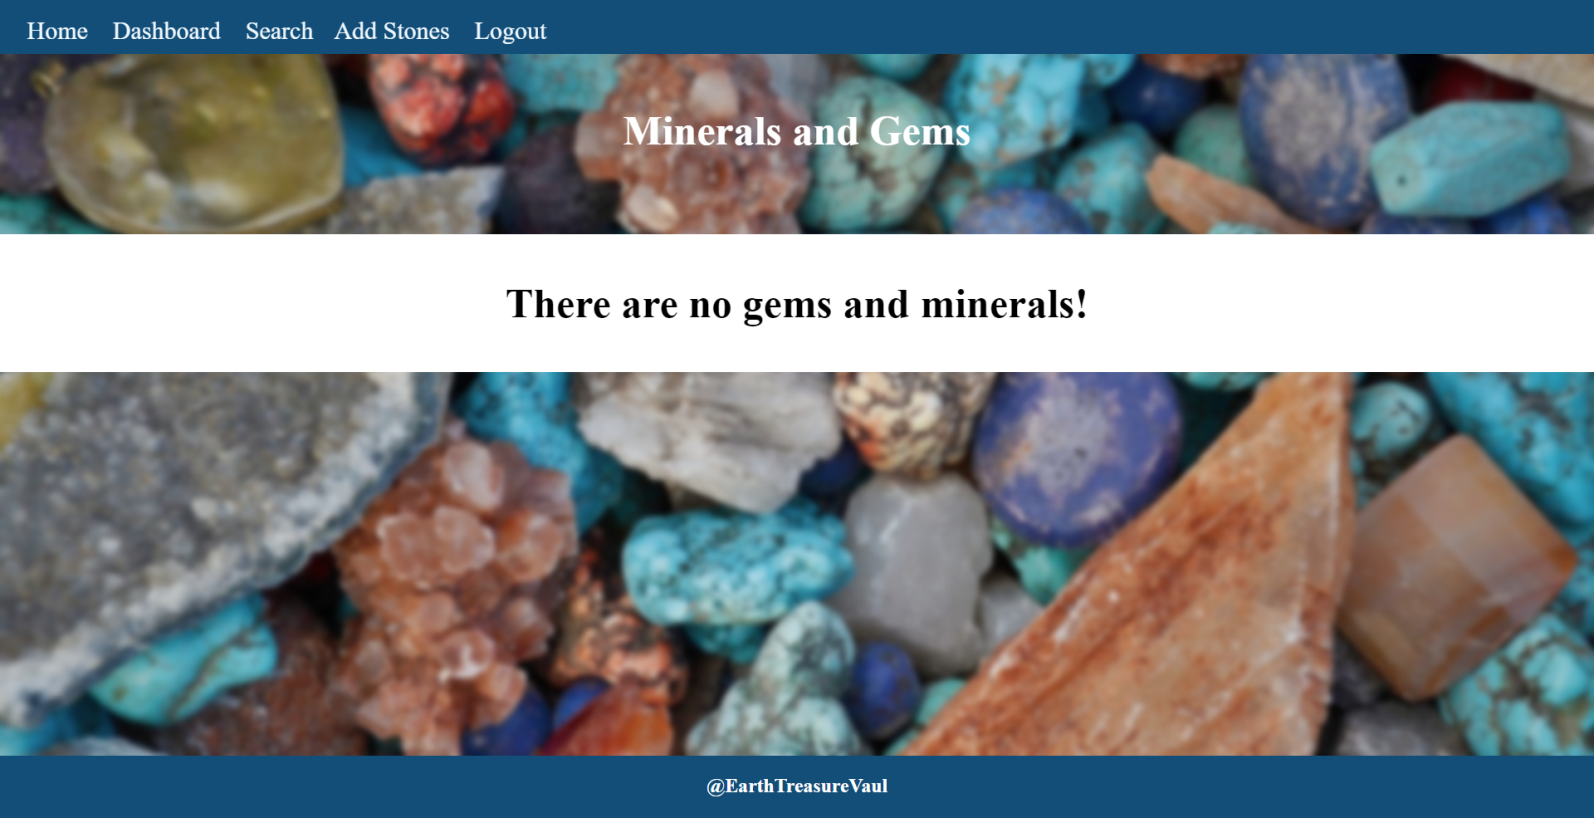 Home Dashboard Search Add Stones Logout
Minerals and Gems
There are no gems and minerals!
@EarthTreasureVaul